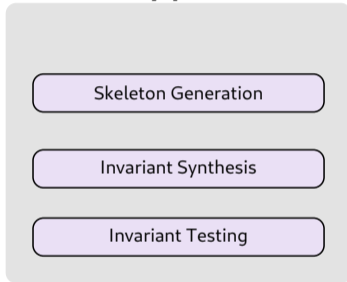 Skeleton Generation
Invariant Synthesis
Invariant Testing